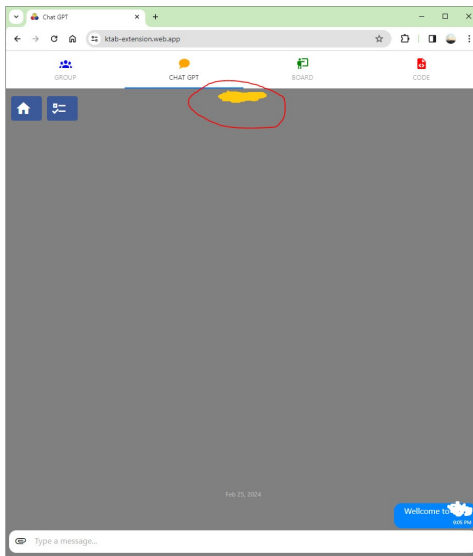 Chat GPT
ktab-extension.web.app
GROUP
CHAT GPT
BOARD
CODE
Feb 25, 2024
Wellcome to
9:05 PM
Type a message...